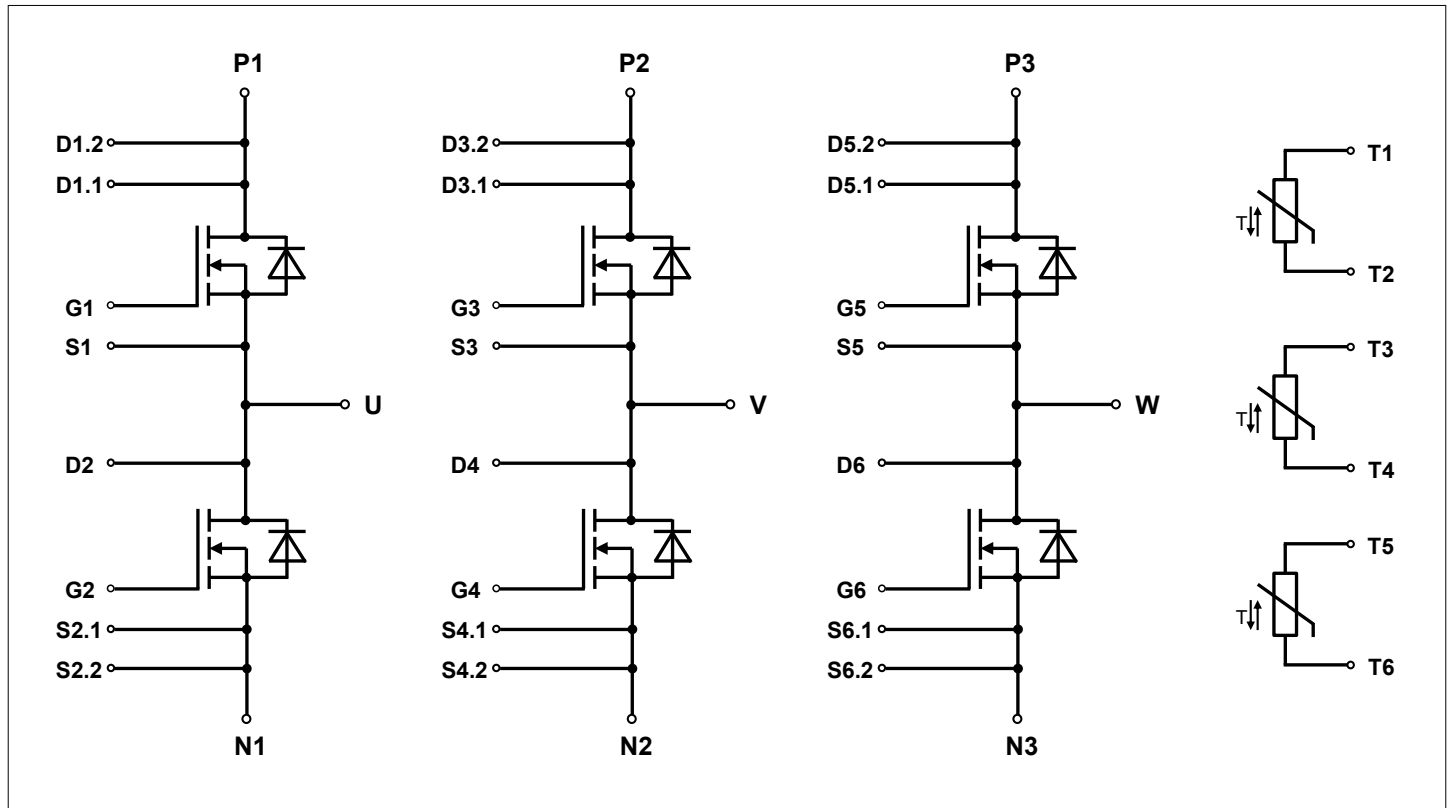 P1 P2 P3
D1.2 D3.2 D5.2 T1
D1.1 D3.1 D5.1
T
T2
G1 G3 G5
S1 S3 S5 T3
U V W T
D2 D4 D6 T4
T5
G2 G4 G6
T
S2.1 S4.1 S6.1
S2.2 S4.2 S6.2 T6
N1 N2 N3